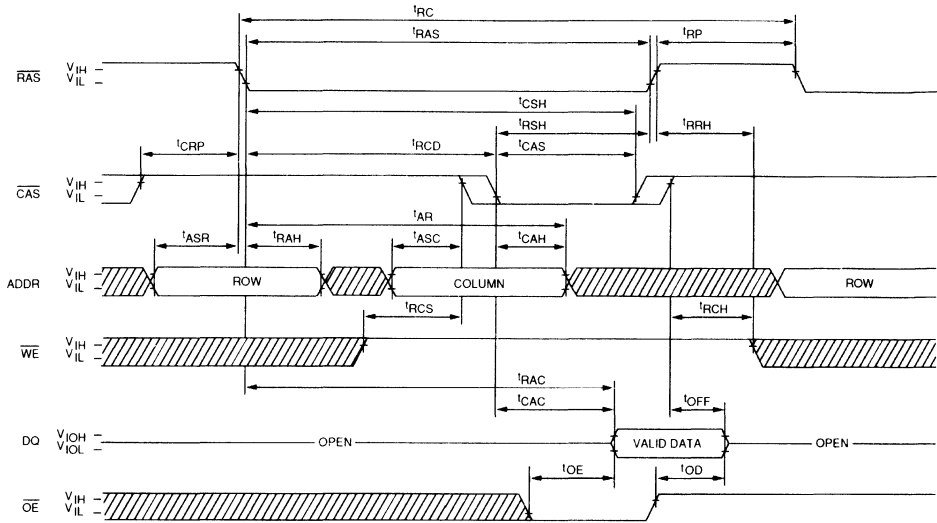 tRC
tRAS
tRP
RAS VIH VIL
tCSH
tRSH
tRRH
tCRP
tRCD
tCAS
CAS VIH VIL
tAR
tASR
tRAH
tASC
tCAH
ADDR VIH VIL ROW COLUMN ROW
tRCS
tRCH
WE VIH VIL
tRAC
tCAC
tOFF
DQ VIOH VIOL OPEN VALID DATA OPEN
tOE
tOD
OE VIH VIL